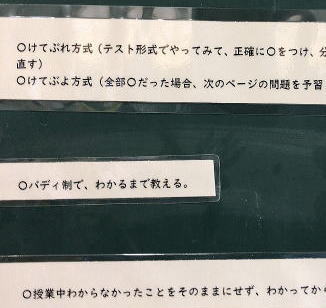 ○けてぶれ方式（テスト形式でやってみて、正確に○をつけ、分
直す）
○けてぶよ方式（全部○だった場合、次のページの問題を予習
○バディ制で、わかるまで教える。
○授業中わからなかったことをそのままにせず、わかってから